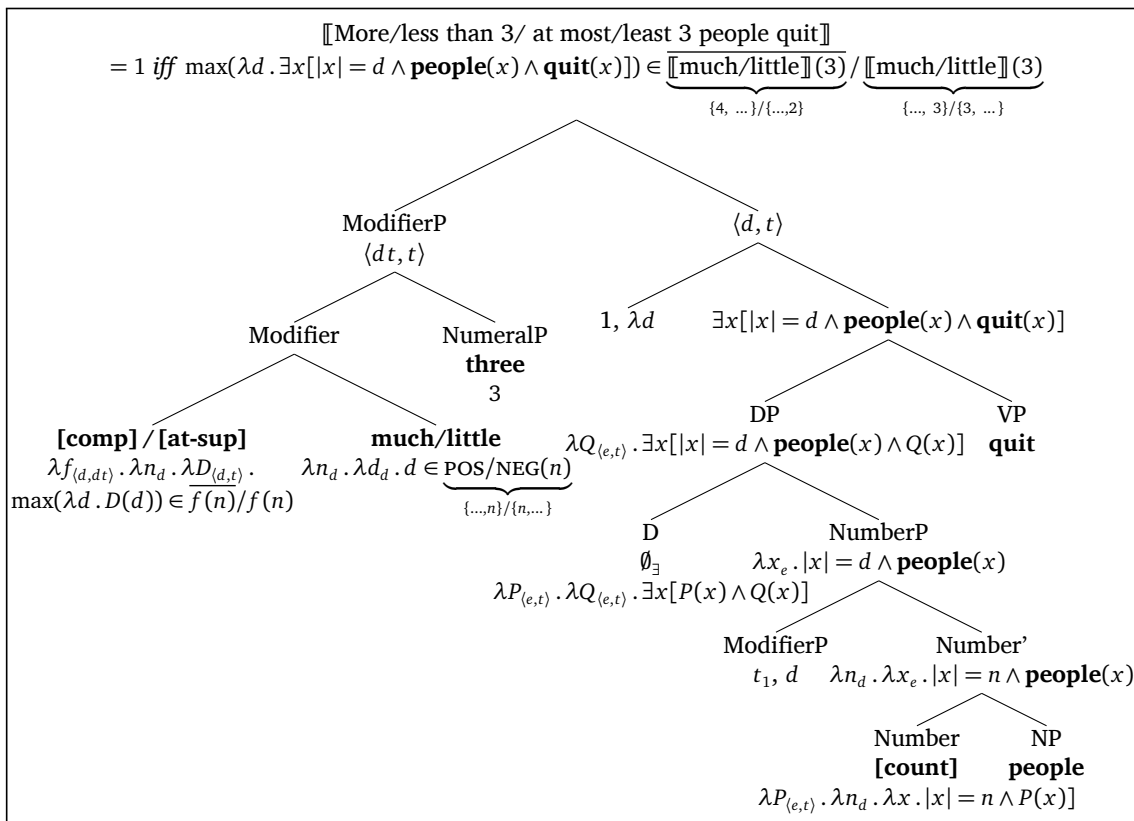 ⟦More/less than 3/ at most/least 3 people quit⟧
= 1 iff max(λd . ∃x[|x| = d ∧ people(x) ∧ quit(x)]) ∈ \overline{⟦much/little⟧(3)} / ⟦much/little⟧(3)
{4, ...}/{...,2} {..., 3}/{3, ...}
ModifierP ⟨d, t⟩
⟨dt, t⟩
Modifier NumeralP 1, λd ∃x[|x| = d ∧ people(x) ∧ quit(x)]
three
3
DP VP
[comp] / [at-sup] much/little λQ⟨e,t⟩ . ∃x[|x| = d ∧ people(x) ∧ Q(x)] quit
λf⟨d,dt⟩ . λn_d . λD⟨d,t⟩ . λn_d . λd_d . d ∈ POS/NEG(n)
max(λd . D(d)) ∈ \overline{f(n)}/f(n) {...,n}/{n,...}
D NumberP
∅_∃ λx_e . |x| = d ∧ people(x)
λP⟨e,t⟩ . λQ⟨e,t⟩ . ∃x[P(x) ∧ Q(x)]
ModifierP Number’
t₁, d λn_d . λx_e . |x| = n ∧ people(x)
Number NP
[count] people
λP⟨e,t⟩ . λn_d . λx . |x| = n ∧ P(x)]